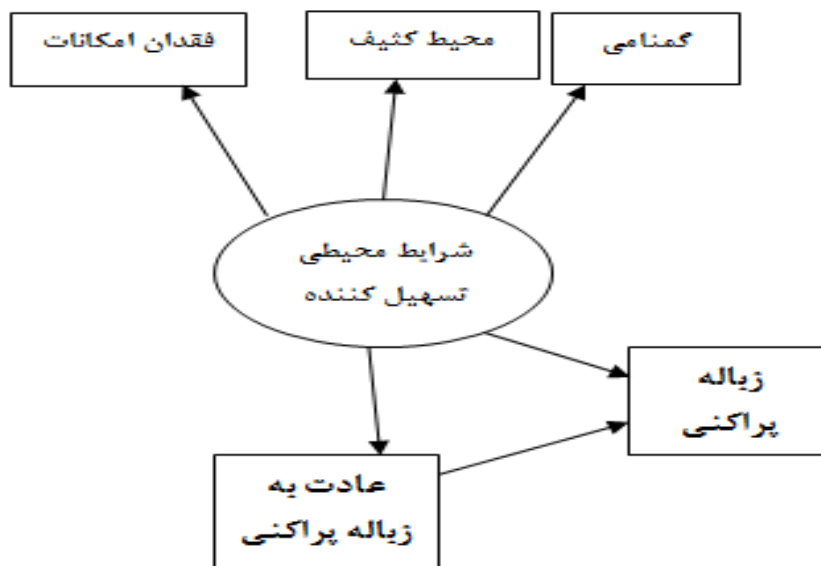 گمنامی
محیط کثیف
فقدان امکانات
شرایط محیطی
تسهیل کننده
زباله
پراکنی
عادت به
زباله پراکنی